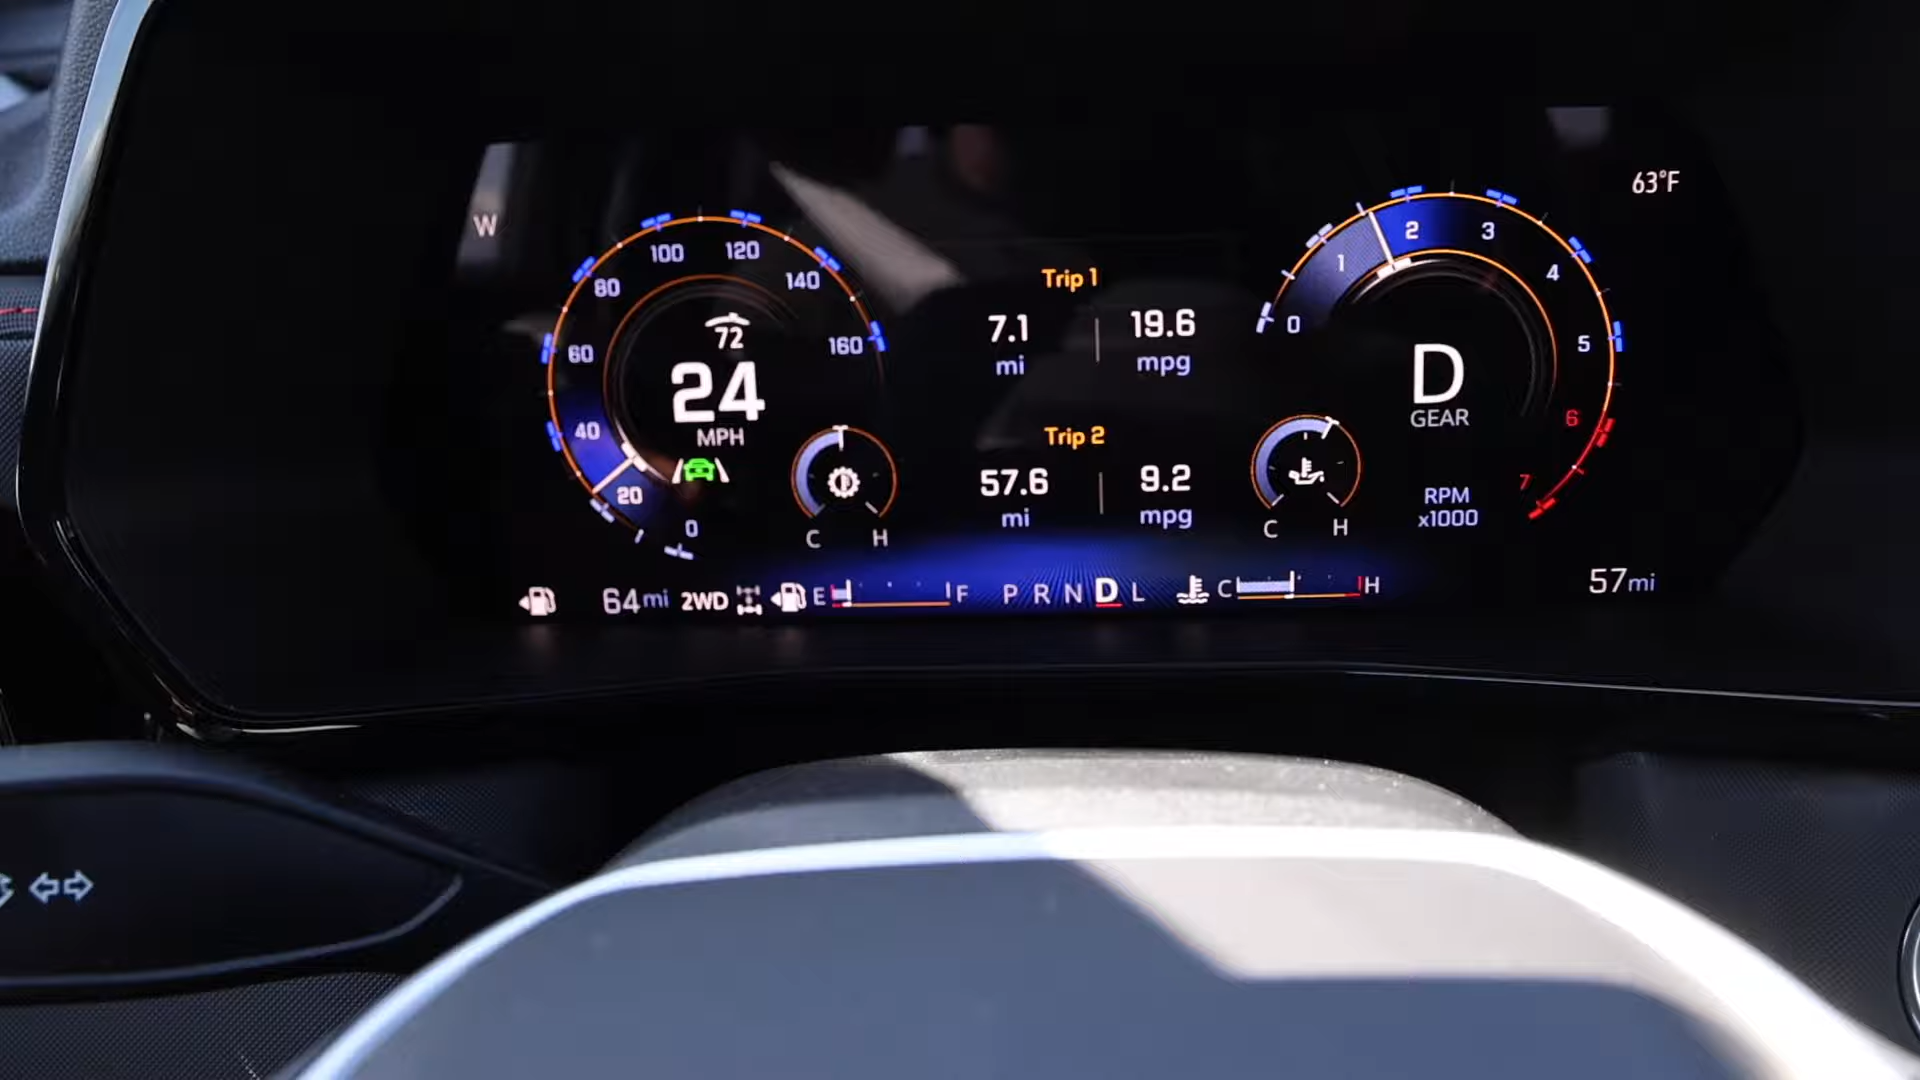 W
63°F
0
20
40
60
80
100
120
140
160
72
24
MPH
C H
Trip 1
7.1 mi
19.6 mpg
Trip 2
57.6 mi
9.2 mpg
0
1
2
3
4
5
6
7
D
GEAR
RPM
x1000
C H
64mi 2WD E F P R N D L C H 57mi